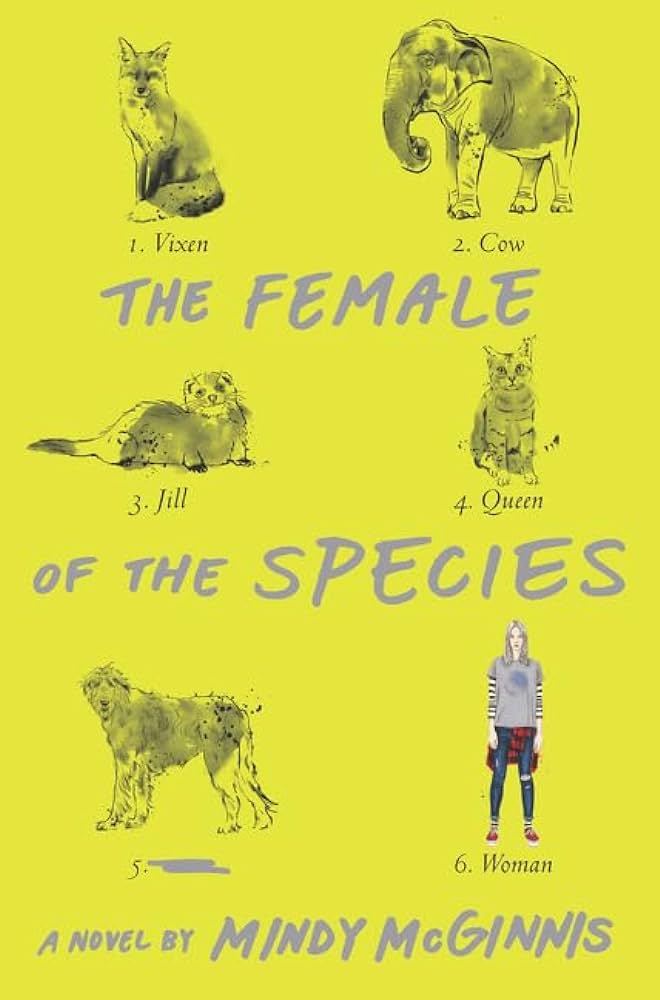 1. Vixen
2. Cow
THE FEMALE
3. Jill
4. Queen
OF THE SPECIES
5.
6. Woman
A NOVEL BY MINDY McGINNIS